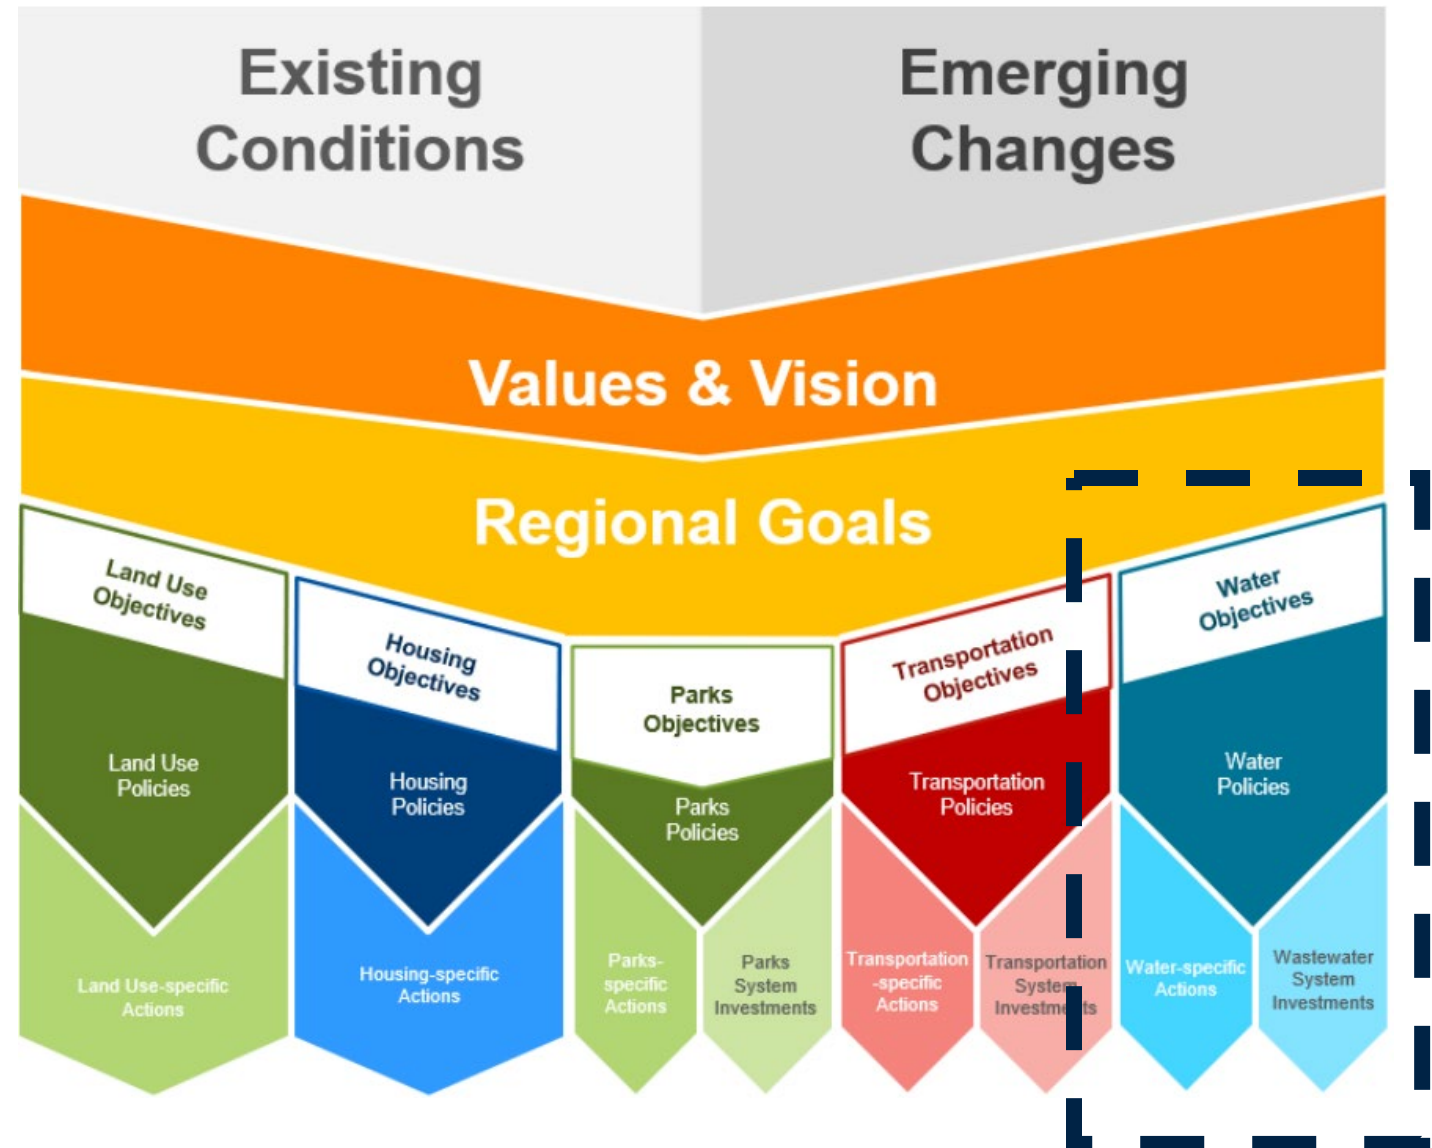 Existing
Conditions
Emerging
Changes
Values & Vision
Regional Goals
Land Use
Objectives
Housing
Objectives
Parks
Objectives
Transportation
Objectives
Water
Objectives
Land Use
Policies
Housing
Policies
Parks
Policies
Transportation
Policies
Water
Policies
Land Use-specific
Actions
Housing-specific
Actions
Parks-
specific
Actions
Parks
System
Investments
Transportation
-specific
Actions
Transportation
System
Investments
Water-specific
Actions
Wastewater
System
Investments